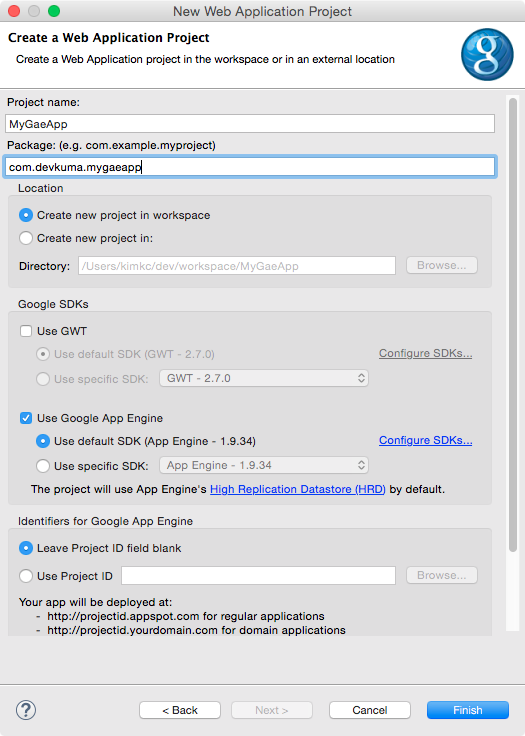 New Web Application Project
Create a Web Application Project
Create a Web Application project in the workspace or in an external location
g
Project name:
MyGaeApp
Package: (e.g. com.example.myproject)
com.devkuma.mygaeapp
Location
Create new project in workspace
Create new project in:
Directory: /Users/kimkc/dev/workspace/MyGaeApp Browse...
Google SDKs
Use GWT
Use default SDK (GWT - 2.7.0) Configure SDKs...
Use specific SDK: GWT - 2.7.0
Use Google App Engine
Use default SDK (App Engine - 1.9.34) Configure SDKs...
Use specific SDK: App Engine - 1.9.34
The project will use App Engine's High Replication Datastore (HRD) by default.
Identifiers for Google App Engine
Leave Project ID field blank
Use Project ID Browse...
Your app will be deployed at:
- http://projectid.appspot.com for regular applications
- http://projectid.yourdomain.com for domain applications
? < Back Next > Cancel Finish